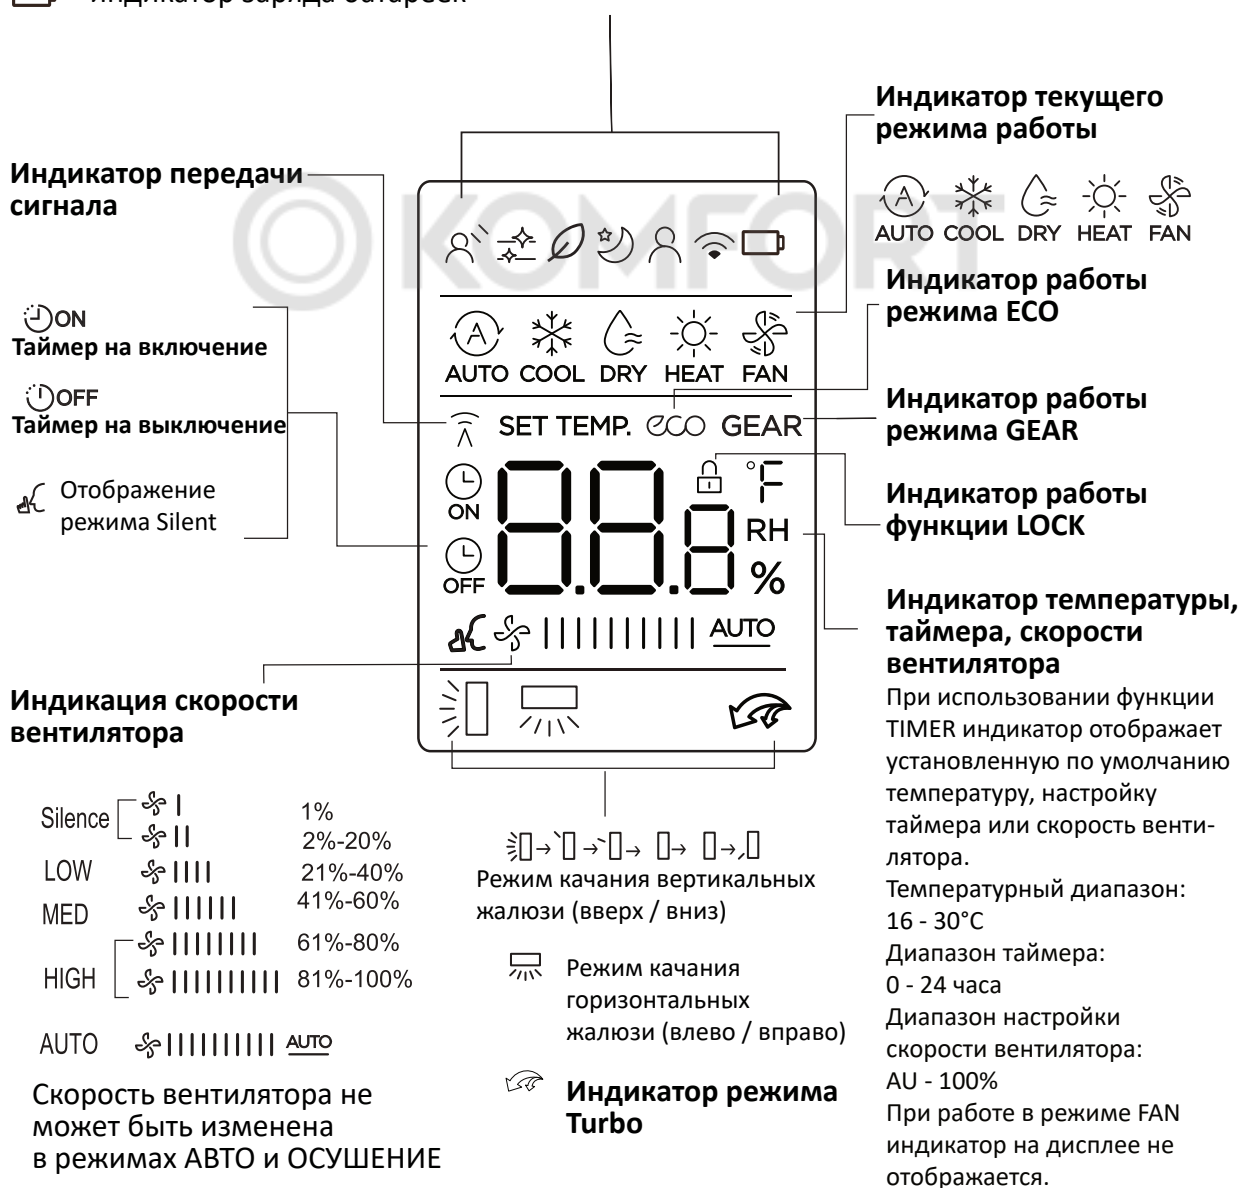 индикатор заряда батареек
Индикатор текущего
режима работы
AUTO COOL DRY HEAT FAN
Индикатор передачи
сигнала
OKOMFORT
ON
Таймер на включение
OFF
Таймер на выключение
Отображение
режима Silent
AUTO COOL DRY HEAT FAN
SET TEMP. eco GEAR
ON
88.8
°F
RH
OFF
%
AUTO
Индикатор работы
режима ECO
Индикатор работы
режима GEAR
Индикатор работы
функции LOCK
Индикатор температуры,
таймера, скорости
вентилятора
При использовании функции
TIMER индикатор отображает
установленную по умолчанию
температуру, настройку
таймера или скорость венти-
лятора.
Температурный диапазон:
16 - 30°C
Диапазон таймера:
0 - 24 часа
Диапазон настройки
скорости вентилятора:
AU - 100%
При работе в режиме FAN
индикатор на дисплее не
отображается.
Индикация скорости
вентилятора
Silence
1%
2%-20%
LOW 21%-40%
MED 41%-60%
HIGH
61%-80%
81%-100%
AUTO AUTO
Скорость вентилятора не
может быть изменена
в режимах АВТО и ОСУШЕНИЕ
Режим качания вертикальных
жалюзи (вверх / вниз)
Режим качания
горизонтальных
жалюзи (влево / вправо)
Индикатор режима
Turbo